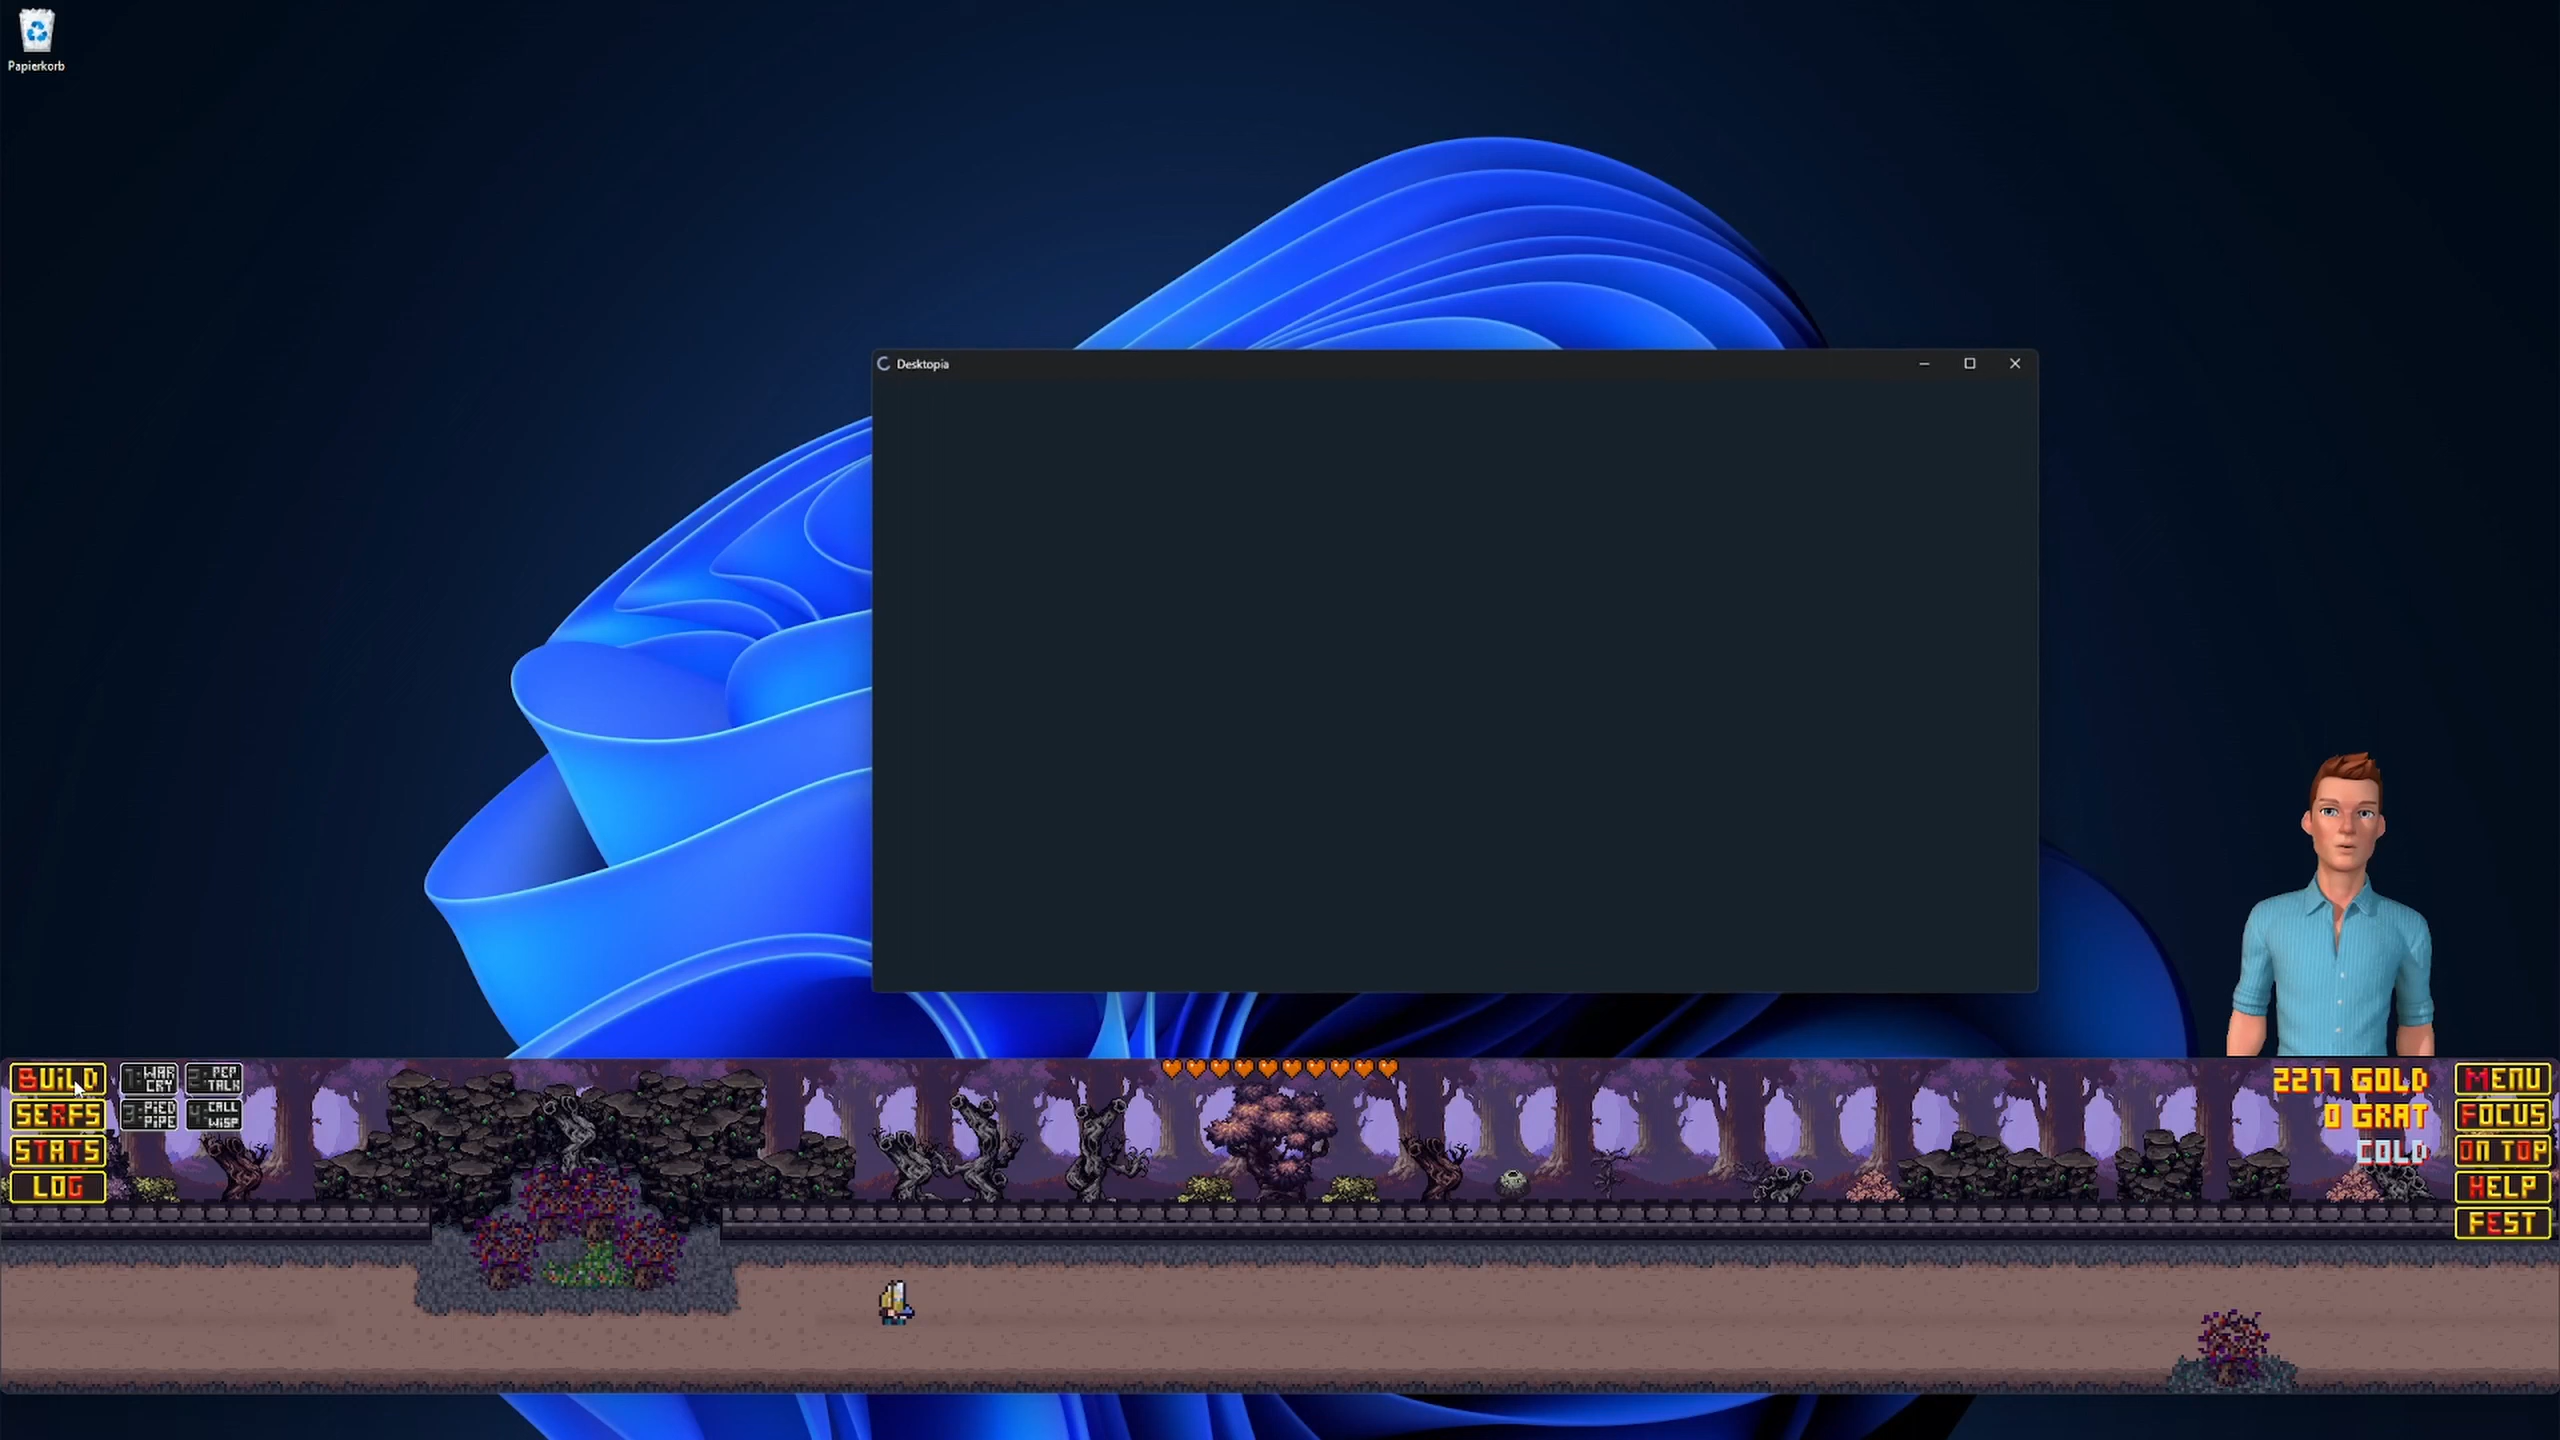 Papierkorb
Desktopia
BUiLD
1: WAR CRY
2: PEP TALK
SERFS
3: PiED PiPE
4: CALL WiSP
STATS
LOG
2217 GOLD
0 GRAT
COLD
MENU
FOCUS
ON TOP
HELP
FEST